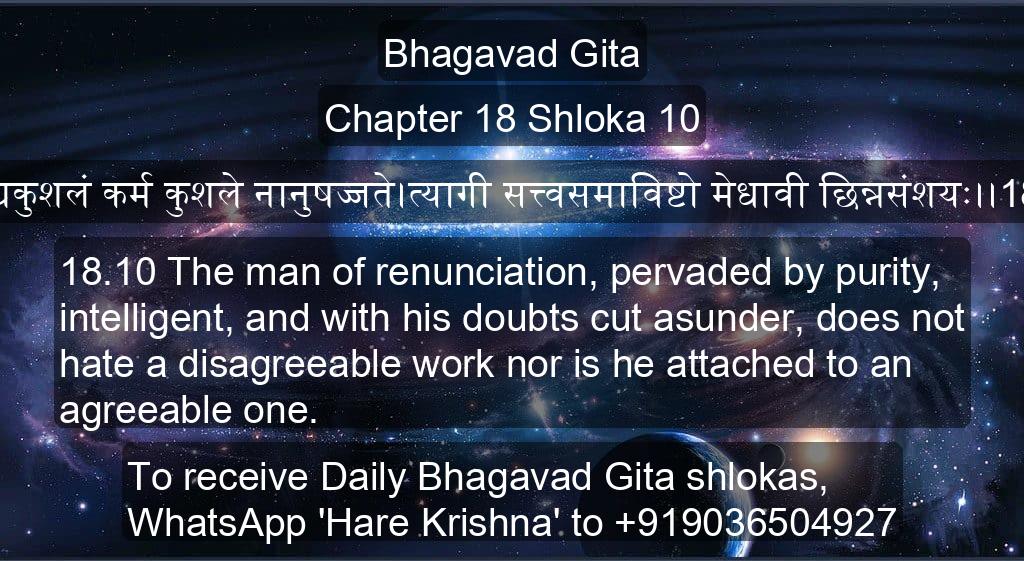 Bhagavad Gita
Chapter 18 Shloka 10
कर्म कुशले नानुषज्जते।त्यागी सत्त्वसमाविष्टो मेधावी छिन्नसंशयः।।
18.10 The man of renunciation, pervaded by purity,
intelligent, and with his doubts cut asunder, does not
hate a disagreeable work nor is he attached to an
agreeable one.
To receive Daily Bhagavad Gita shlokas,
WhatsApp 'Hare Krishna' to +919036504927